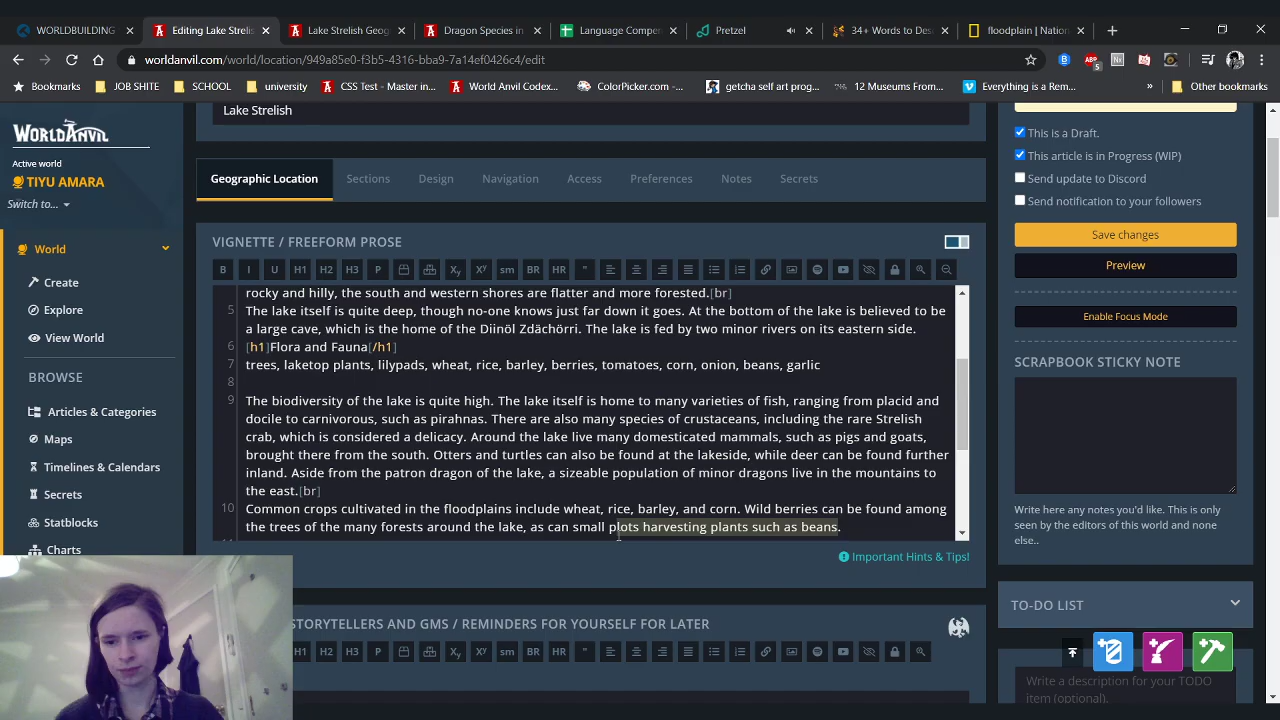 WORLDBUILDING
Editing Lake Strelis
Lake Strelish Geog
Dragon Species in
Language Compe
Pretzel
34+ Words to Des
floodplain | Nation
worldanvil.com/world/location/949a85e0-f3b5-4316-bba9-7a14ef0426c4/edit
Bookmarks
JOB SHITE
SCHOOL
university
CSS Test - Master in...
World Anvil Codex...
ColorPicker.com -...
getcha self art prog...
12 Museums From...
Everything is a Rem...
»
Other bookmarks
WORLDANVIL
Active world
TIYU AMARA
Switch to...
World
Create
Explore
View World
BROWSE
Articles & Categories
Maps
Timelines & Calendars
Secrets
Statblocks
Charts
Lake Strelish
Geographic Location
Sections
Design
Navigation
Access
Preferences
Notes
Secrets
VIGNETTE / FREEFORM PROSE
B I U H1 H2 H3 P Xy XY sm BR HR "
rocky and hilly, the south and western shores are flatter and more forested.[br]
5 The lake itself is quite deep, though no-one knows just far down it goes. At the bottom of the lake is believed to be
a large cave, which is the home of the Diinöl Zdächörri. The lake is fed by two minor rivers on its eastern side.
6 [h1]Flora and Fauna[/h1]
7 trees, laketop plants, lilypads, wheat, rice, barley, berries, tomatoes, corn, onion, beans, garlic
8
9 The biodiversity of the lake is quite high. The lake itself is home to many varieties of fish, ranging from placid and
docile to carnivorous, such as pirahnas. There are also many species of crustaceans, including the rare Strelish
crab, which is considered a delicacy. Around the lake live many domesticated mammals, such as pigs and goats,
brought there from the south. Otters and turtles can also be found at the lakeside, while deer can be found further
inland. Aside from the patron dragon of the lake, a sizeable population of minor dragons live in the mountains to
the east.[br]
10 Common crops cultivated in the floodplains include wheat, rice, barley, and corn. Wild berries can be found among
the trees of the many forests around the lake, as can small plots harvesting plants such as beans.
Important Hints & Tips!
STORYTELLERS AND GMS / REMINDERS FOR YOURSELF FOR LATER
H1 H2 H3 P Xy XY sm BR HR "
This is a Draft.
This article is in Progress (WIP)
Send update to Discord
Send notification to your followers
Save changes
Preview
Enable Focus Mode
SCRAPBOOK STICKY NOTE
Here write any notes you'd like. This is only
seen by the editors of this world and none
else..
TO-DO LIST
Write a description for your TODO
item (optional).